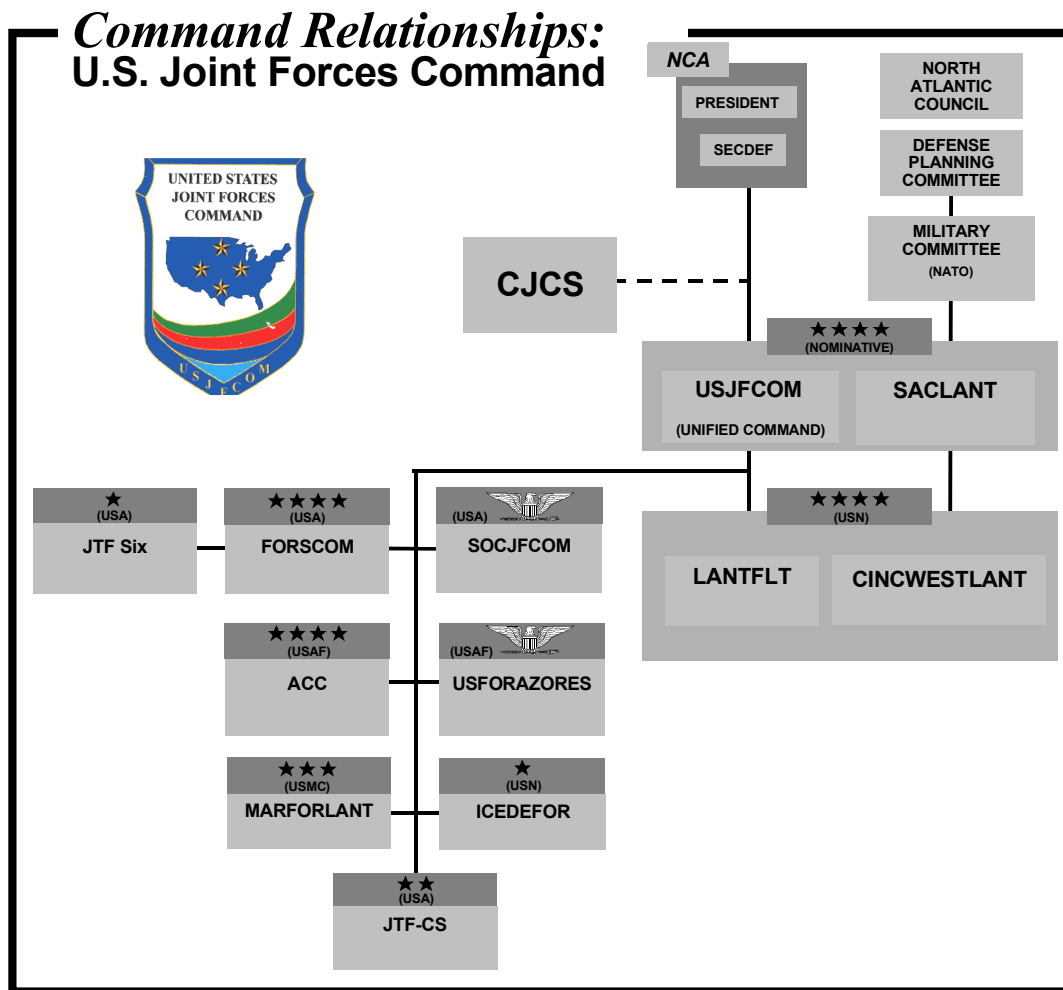 Command Relationships:
U.S. Joint Forces Command
NCA
PRESIDENT
SECDEF
NORTH
ATLANTIC
COUNCIL
DEFENSE
PLANNING
COMMITTEE
MILITARY
COMMITTEE
(NATO)
UNITED STATES
JOINT FORCES
COMMAND
USJFCOM
CJCS
(NOMINATIVE)
USJFCOM
(UNIFIED COMMAND)
SACLANT
(USN)
LANTFLT
CINCWESTLANT
(USA)
JTF Six
(USA)
FORSCOM
(USA)
SOCJFCOM
(USAF)
ACC
(USAF)
USFORAZORES
(USMC)
MARFORLANT
(USN)
ICEDEFOR
(USA)
JTF-CS